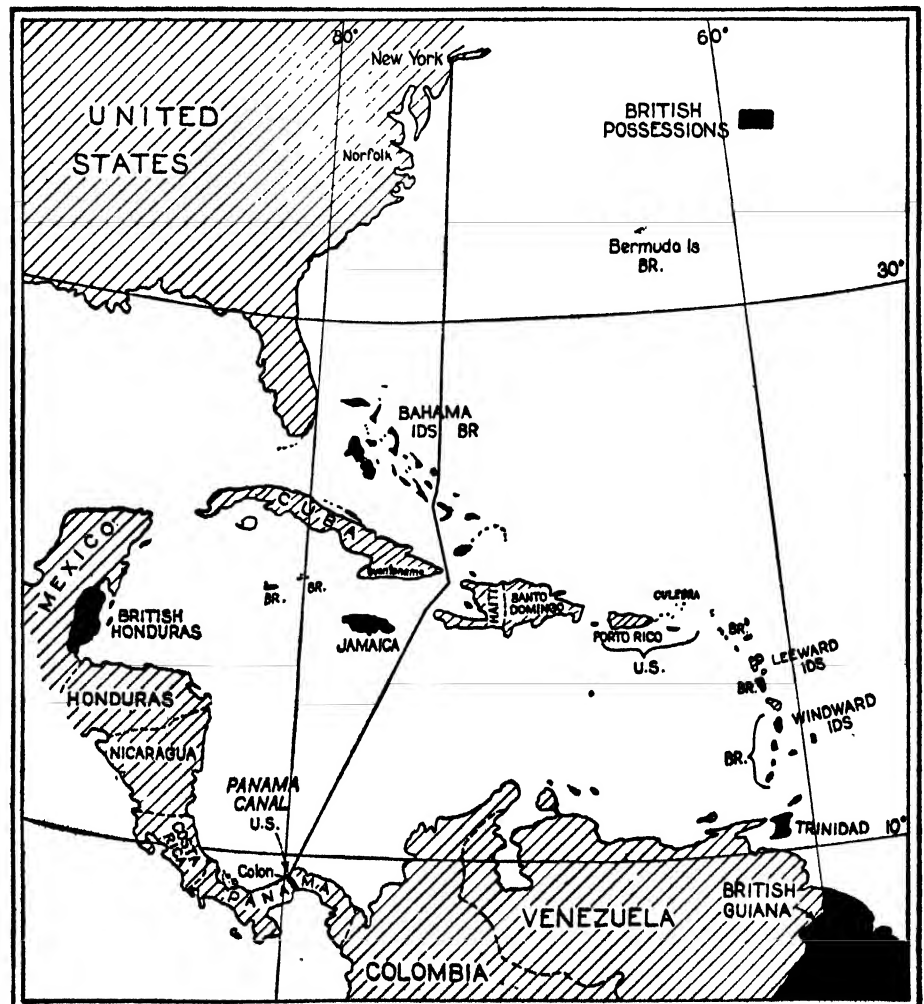 80°
60°
New York
UNITED
STATES
BRITISH
POSSESSIONS
Norfolk
Bermuda Is
BR.
30°
BAHAMA
IDS BR
CUBA
Guantanamo
MEXICO
BR.
BR.
BRITISH
HONDURAS
JAMAICA
HAITI
SANTO
DOMINGO
CULEBRA
PORTO RICO
U.S.
BR.
LEEWARD
IDS
BR.
HONDURAS
WINDWARD
IDS
BR.
NICARAGUA
PANAMA
CANAL
U.S.
COSTA
RICA
TRINIDAD
10°
Colon
PANAMA
VENEZUELA
BRITISH
GUIANA
COLOMBIA